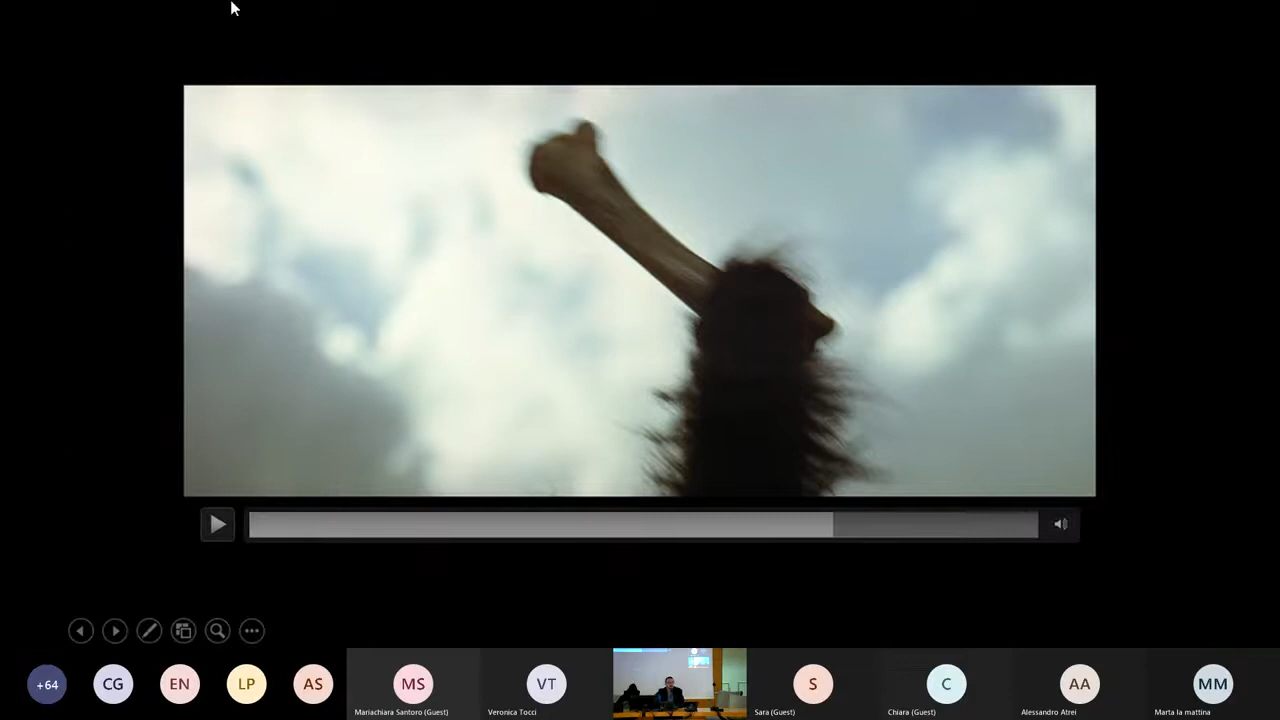 +64
CG
EN
LP
AS
MS
VT
S
C
AA
MM
Mariachiara Santoro (Guest)
Veronica Tocci
Sara (Guest)
Chiara (Guest)
Alessandro Atrei
Marta la mattina